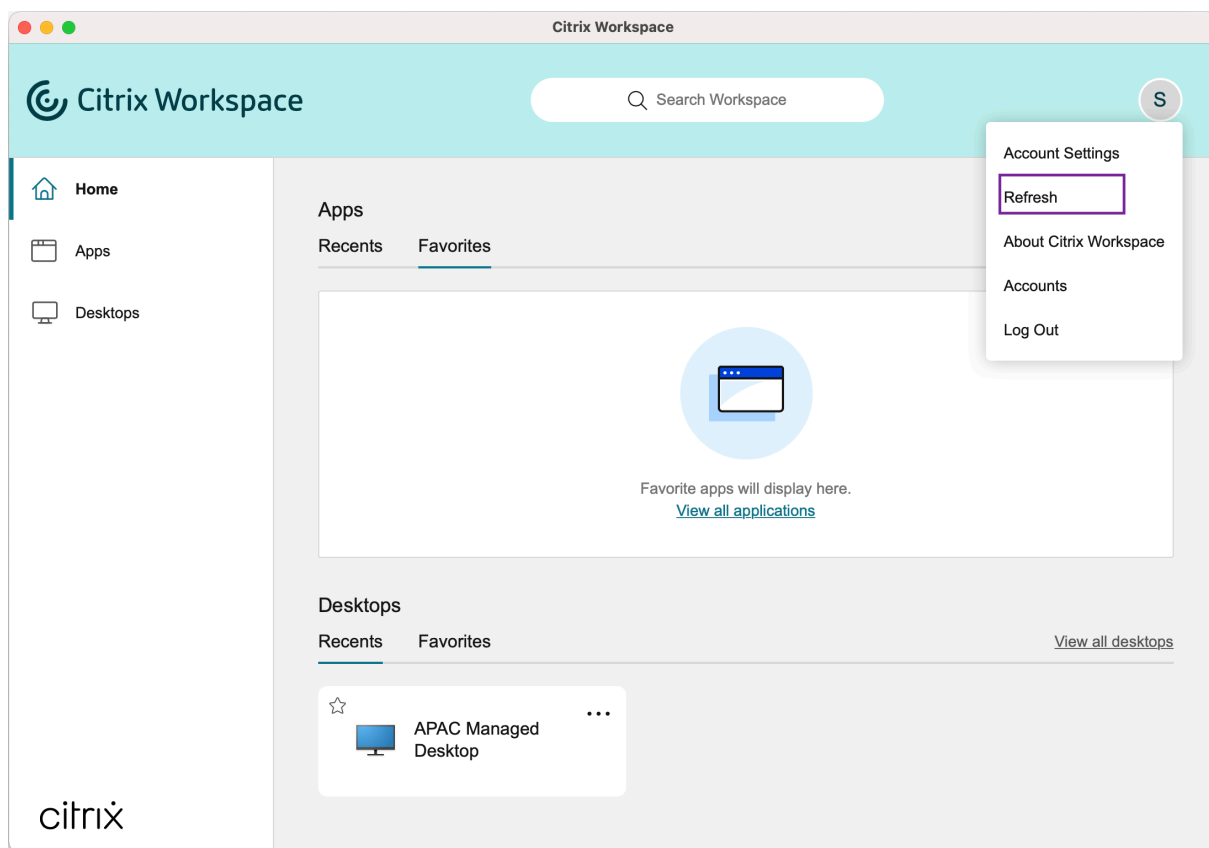 Citrix Workspace
Citrix Workspace
Search Workspace
S
Account Settings
Refresh
About Citrix Workspace
Accounts
Log Out
Home
Apps
Desktops
Apps
Recents Favorites
Favorite apps will display here.
View all applications
Desktops
Recents Favorites View all desktops
APAC Managed
Desktop
citrix